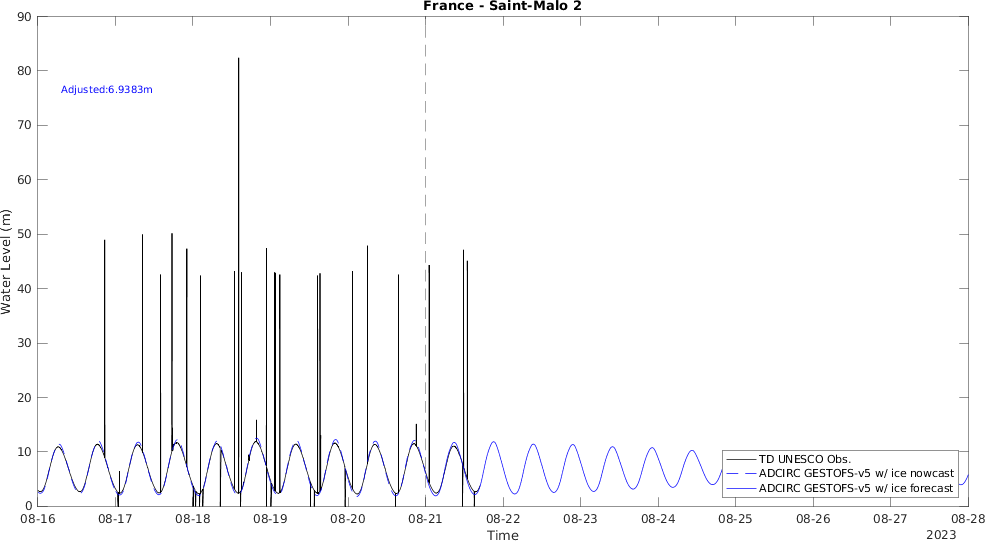 France - Saint-Malo 2
90
80
70
60
50
40
30
20
10
0
Water Level (m)
Adjusted:6.9383m
TD UNESCO Obs.
ADCIRC GESTOFS-v5 w/ ice nowcast
ADCIRC GESTOFS-v5 w/ ice forecast
08-16 08-17 08-18 08-19 08-20 08-21 08-22 08-23 08-24 08-25 08-26 08-27 08-28
Time
2023